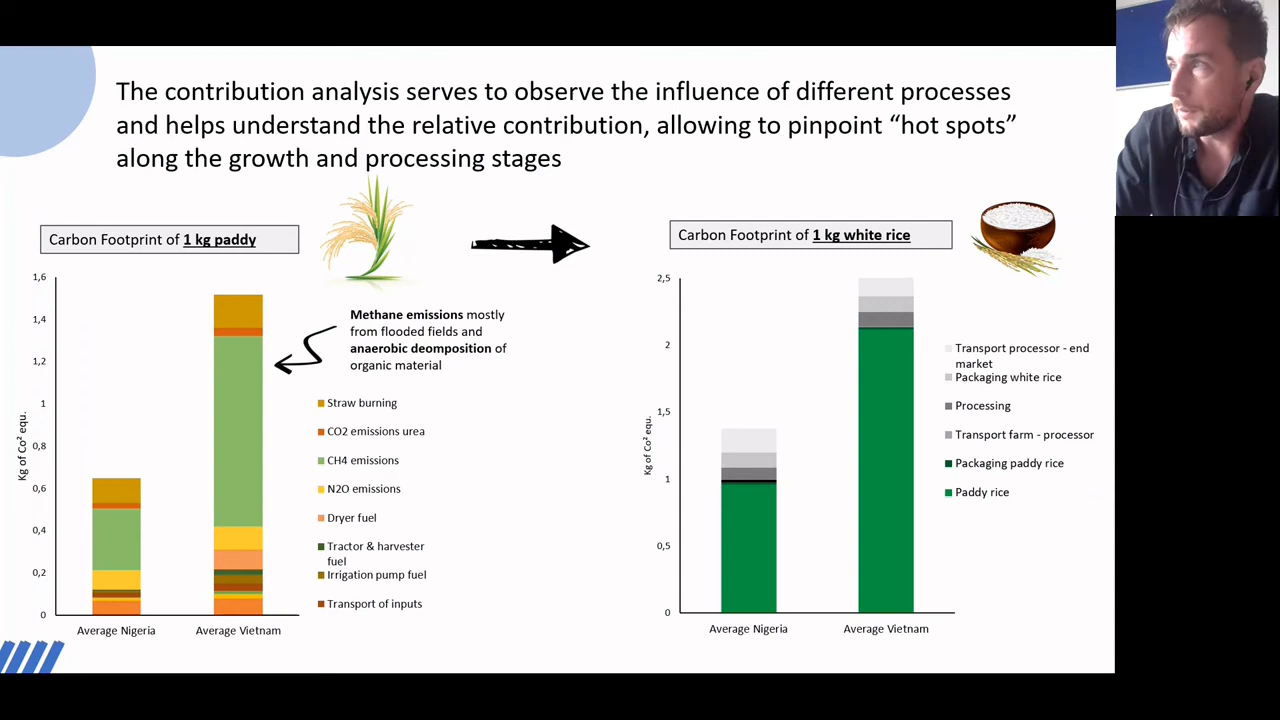 The contribution analysis serves to observe the influence of different processes
and helps understand the relative contribution, allowing to pinpoint “hot spots”
along the growth and processing stages
Carbon Footprint of 1 kg paddy
1,6
1,4
1,2
1
0,8
0,6
0,4
0,2
0
Kg of Co² equ.
Average Nigeria
Average Vietnam
Methane emissions mostly
from flooded fields and
anaerobic deomposition of
organic material
Straw burning
CO2 emissions urea
CH4 emissions
N2O emissions
Dryer fuel
Tractor & harvester
fuel
Irrigation pump fuel
Transport of inputs
Carbon Footprint of 1 kg white rice
2,5
2
1,5
1
0,5
0
Kg of Co² equ.
Average Nigeria
Average Vietnam
Transport processor - end
market
Packaging white rice
Processing
Transport farm - processor
Packaging paddy rice
Paddy rice